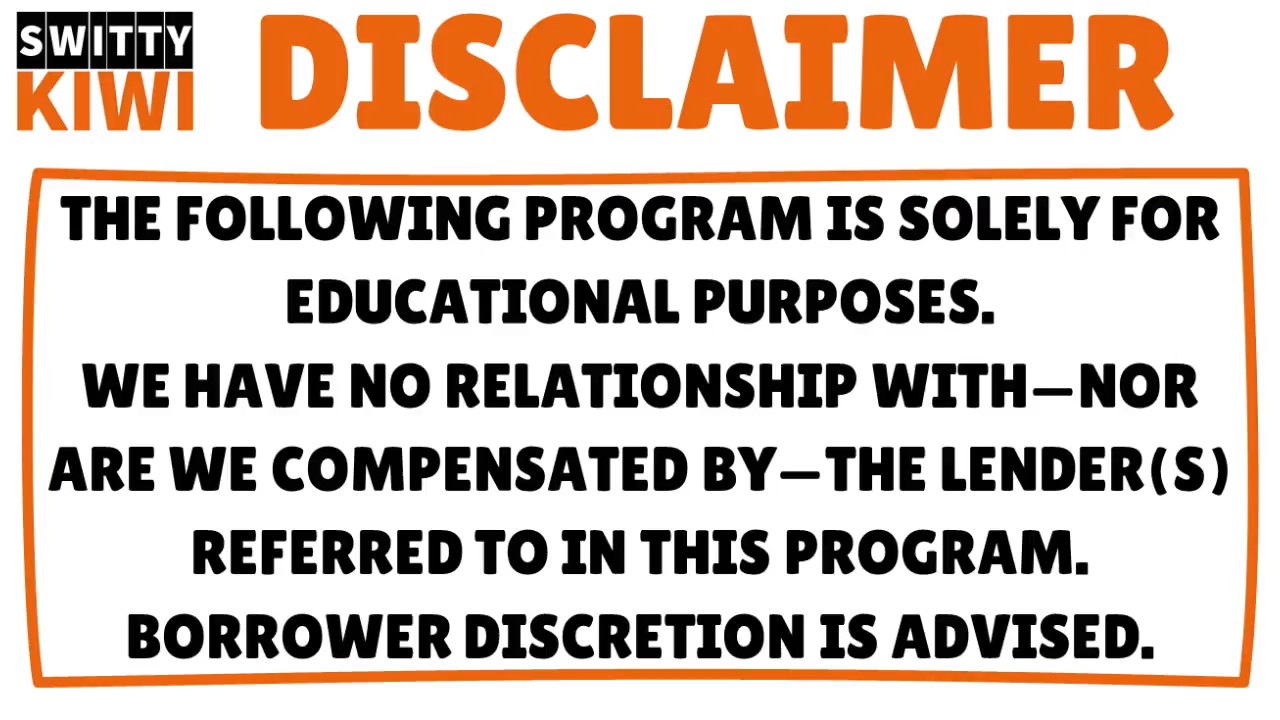 SWITTY
KIWI
DISCLAIMER
THE FOLLOWING PROGRAM IS SOLELY FOR
EDUCATIONAL PURPOSES.
WE HAVE NO RELATIONSHIP WITH—NOR
ARE WE COMPENSATED BY—THE LENDER(S)
REFERRED TO IN THIS PROGRAM.
BORROWER DISCRETION IS ADVISED.